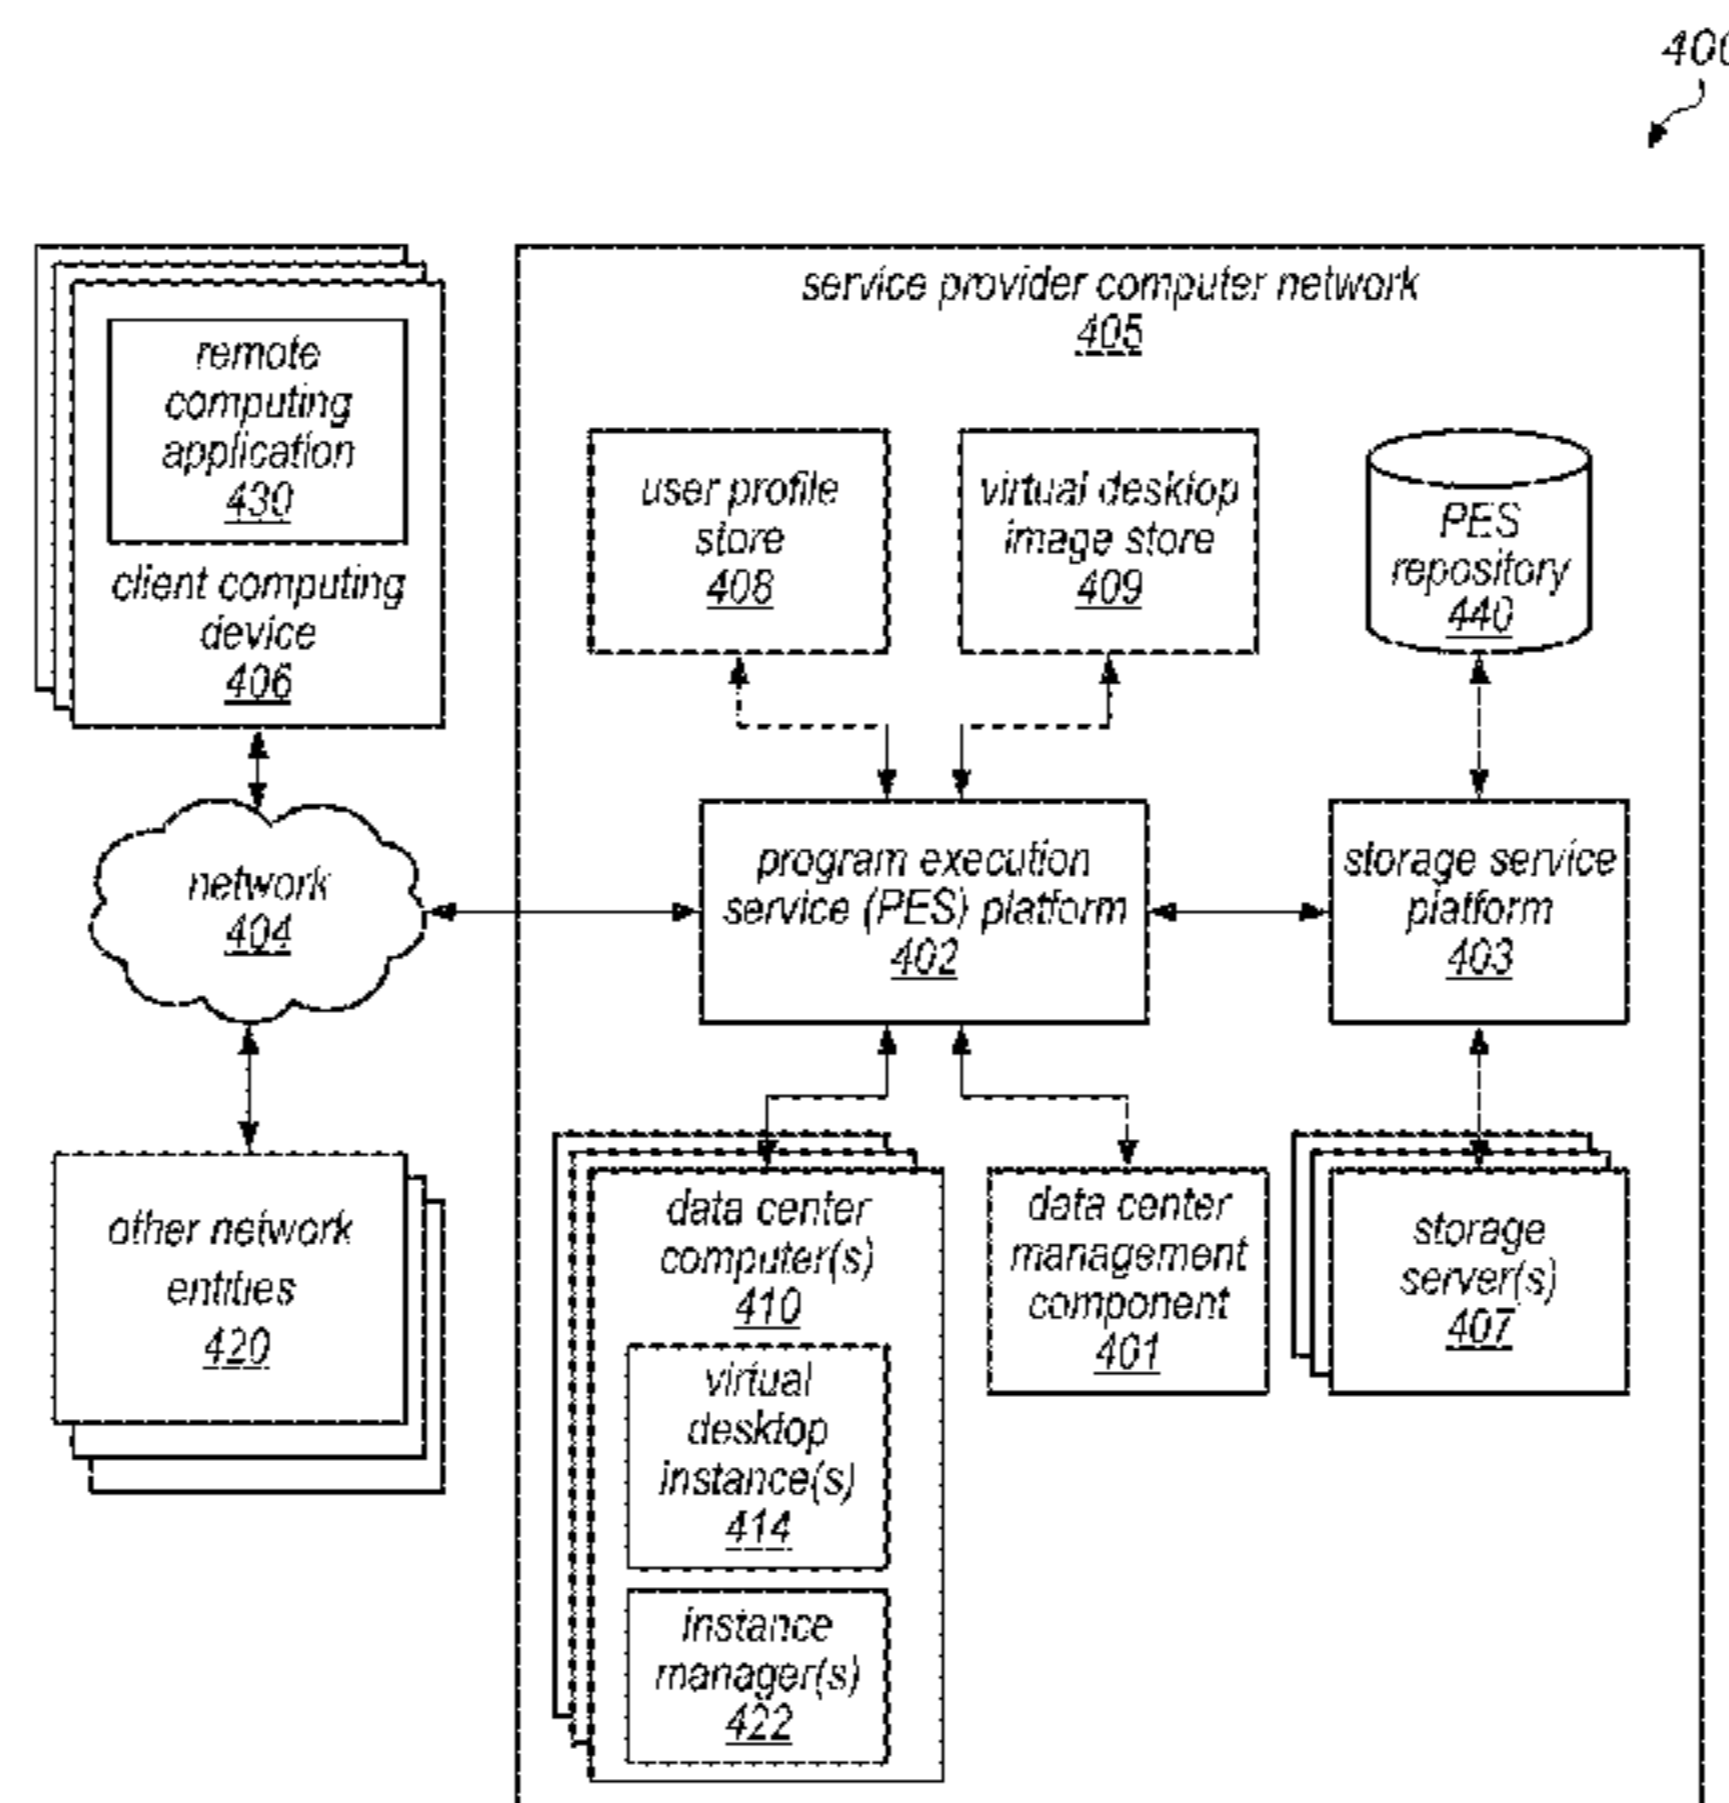 400
service provider computer network
405
remote
computing
application
430
client computing
device
406
user profile
store
408
virtual desktop
image store
409
PES
repository
440
network
404
program execution
service (PES) platform
402
storage service
platform
403
other network
entities
420
data center
computer(s)
410
virtual
desktop
instance(s)
414
instance
manager(s)
422
data center
management
component
401
storage
server(s)
407